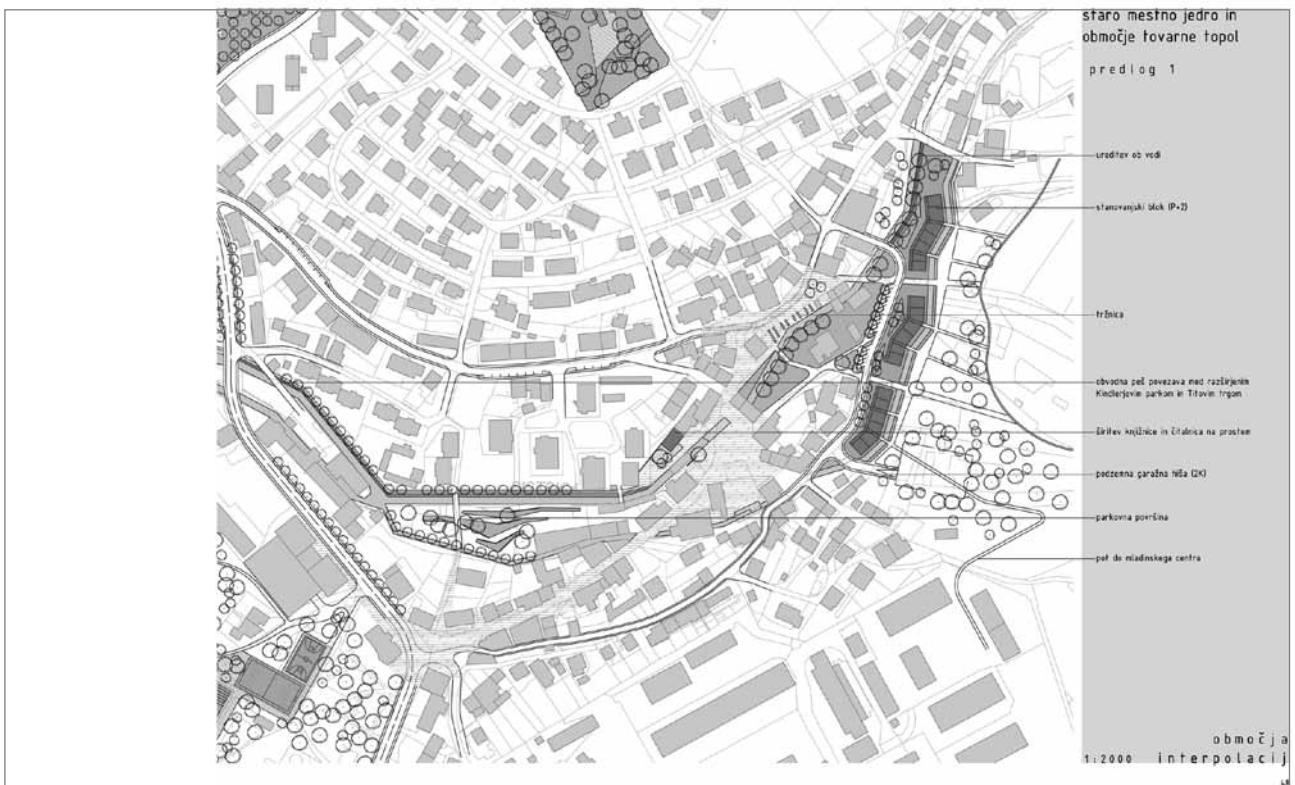 staro mestno jedro in
območje tovarne topol
predlog 1
ureditev ob vodi
stanovanjski blok (P+2)
tržnica
obvodna peš povezava med razširjenim
Kindlerjevim parkom in Titovim trgom
širitev knjižnice in čitalnica na prostem
podzemna garažna hiša (2K)
parkovna površina
pot do mladinskega centra
območja
1:2000 interpolacij